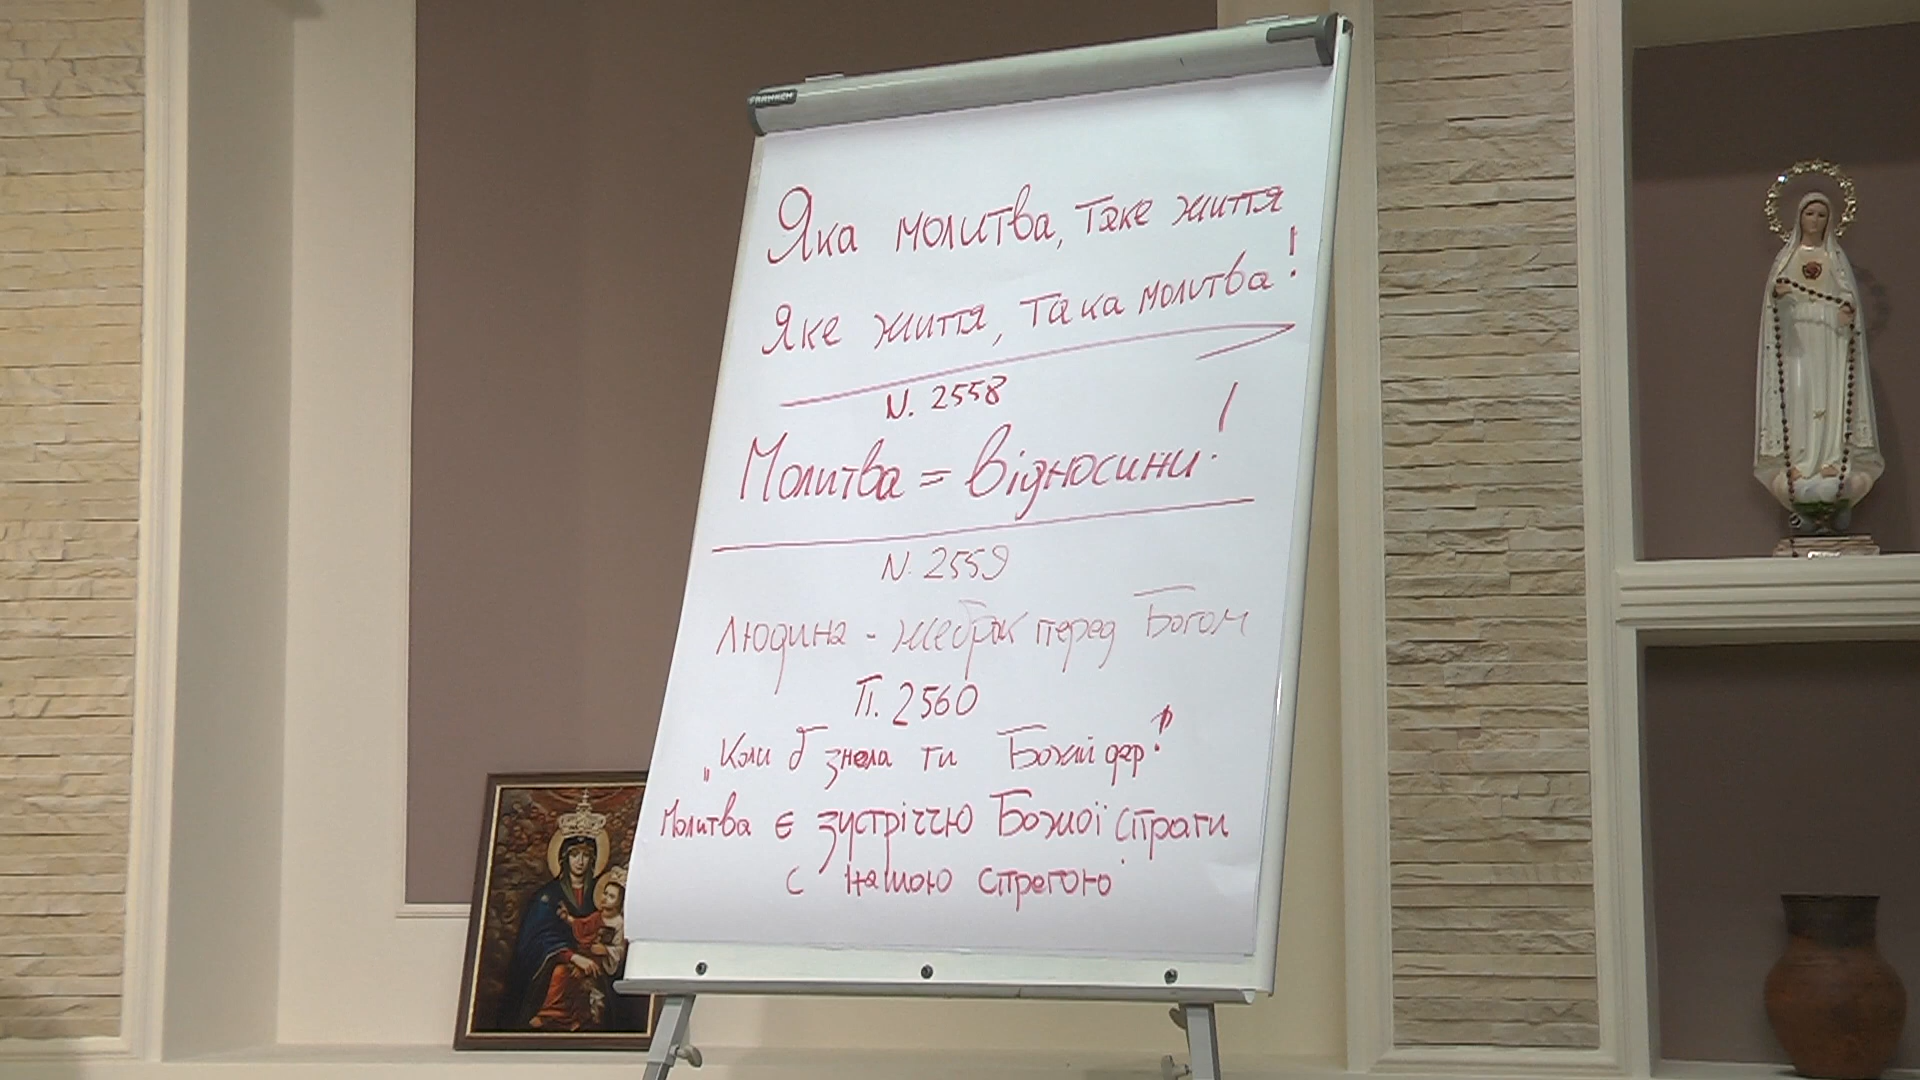 Яка молитва, таке життя
Яке життя, така молитва!
N. 2558
Молитва = відносини!
N. 2559
Людина - жебрак перед Богом
П. 2560
„Коли б знала ти Божий дар!"
Молитва є зустріччю Божої спраги
с нашою спрагою